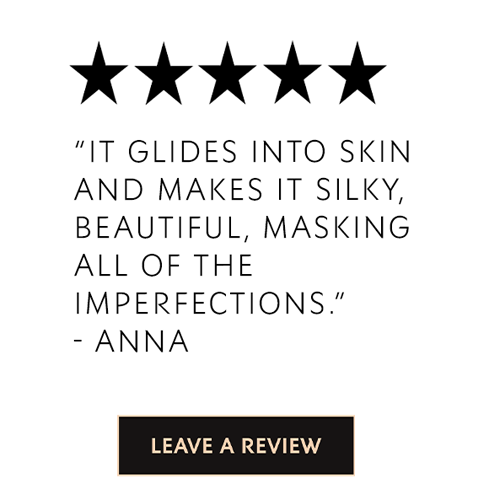 “IT GLIDES INTO SKIN
AND MAKES IT SILKY,
BEAUTIFUL, MASKING
ALL OF THE
IMPERFECTIONS.”
- ANNA
LEAVE A REVIEW